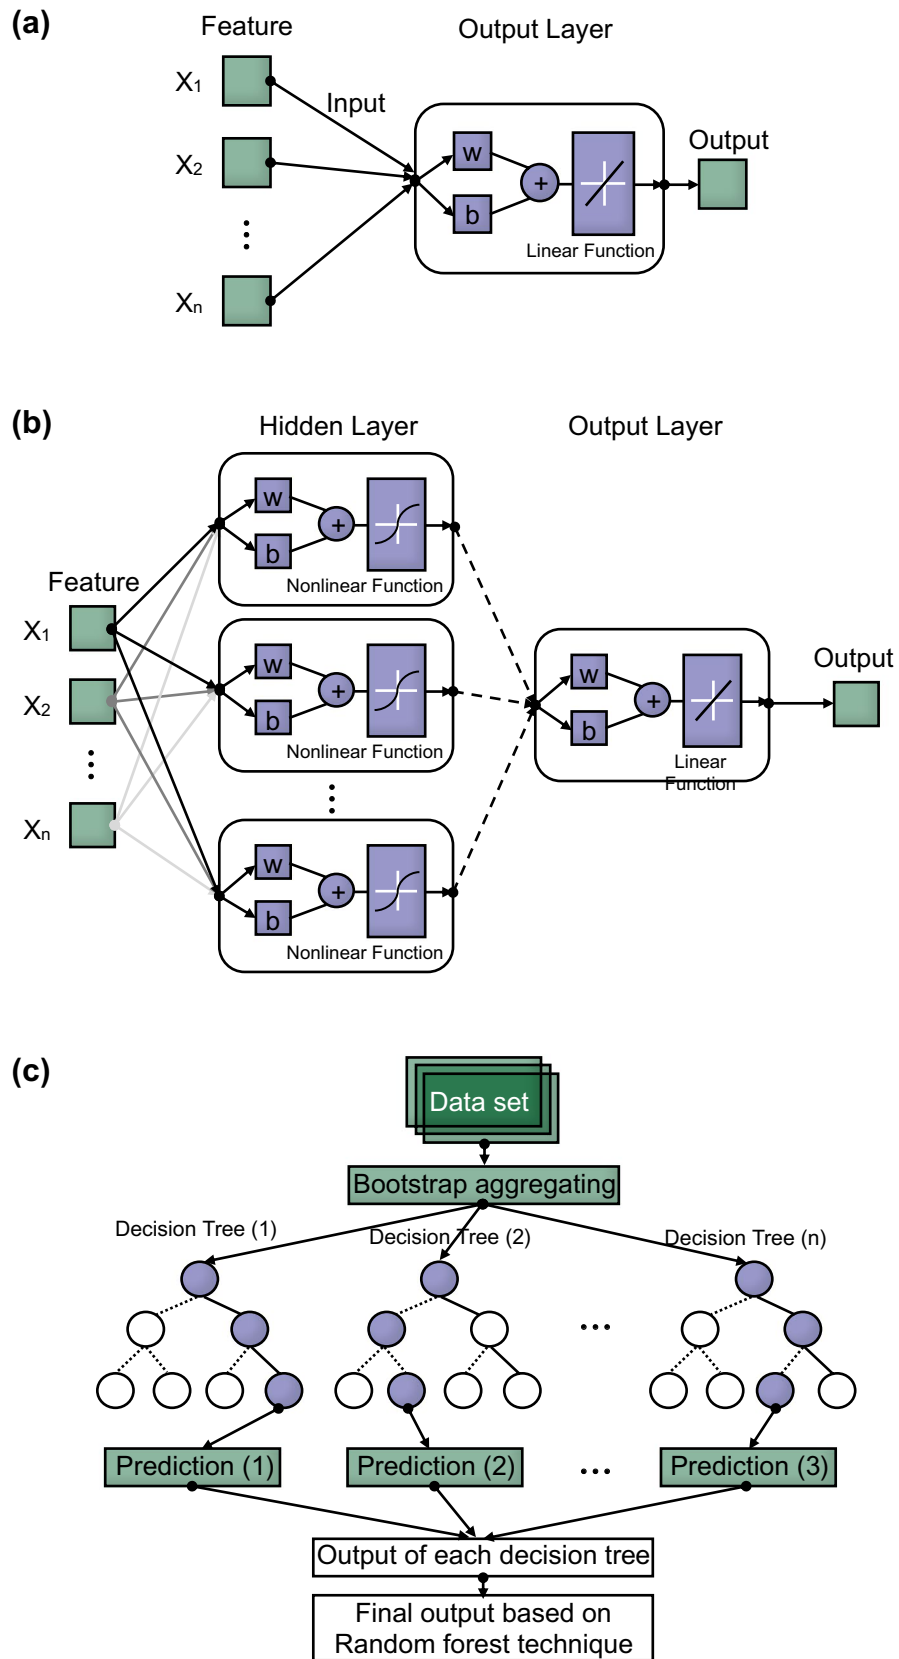 (a)
Feature
Output Layer
X1
Input
Output
X2
w
+
b
Linear Function
Xn
(b)
Hidden Layer
Output Layer
w
+
b
Nonlinear Function
Feature
X1
w
+
b
Nonlinear Function
X2
w
+
b
Linear
Function
Output
Xn
w
+
b
Nonlinear Function
(c)
Data set
Bootstrap aggregating
Decision Tree (1)
Decision Tree (2)
Decision Tree (n)
...
Prediction (1)
Prediction (2)
...
Prediction (3)
Output of each decision tree
Final output based on
Random forest technique